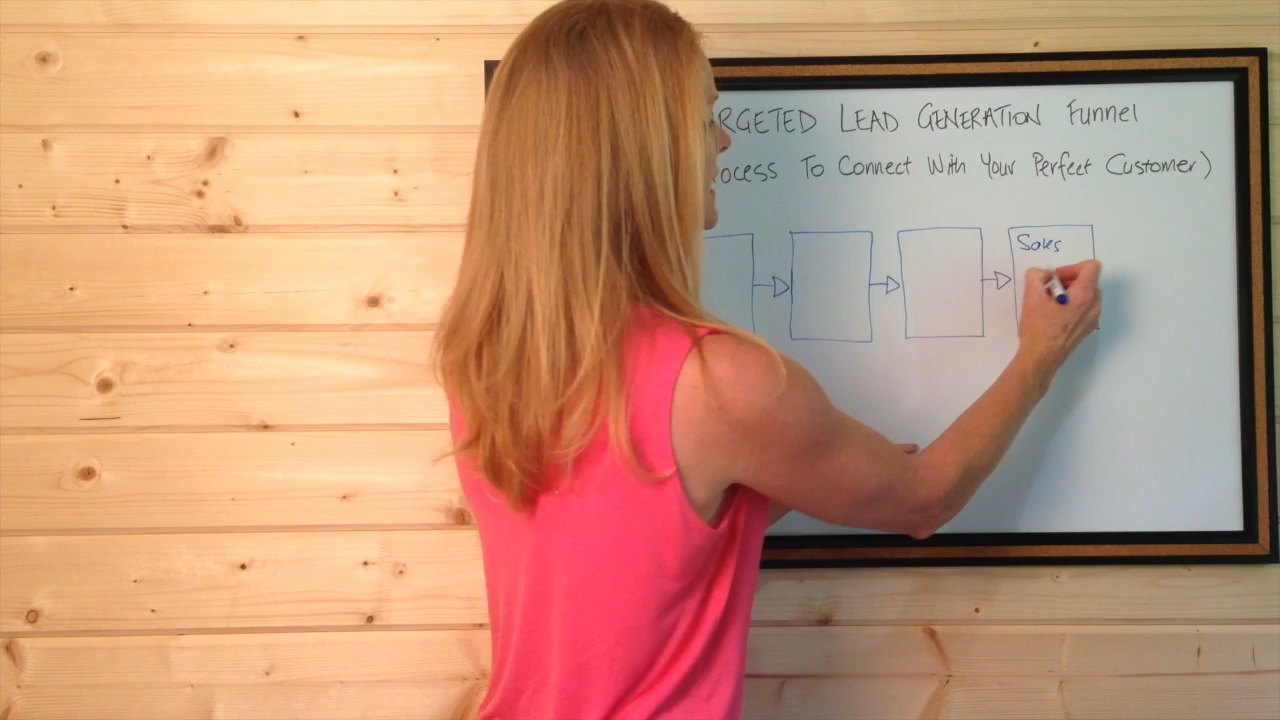 RGETED LEAD GENERATION Funnel
ocess To Connect With Your Perfect Customer)
Sales